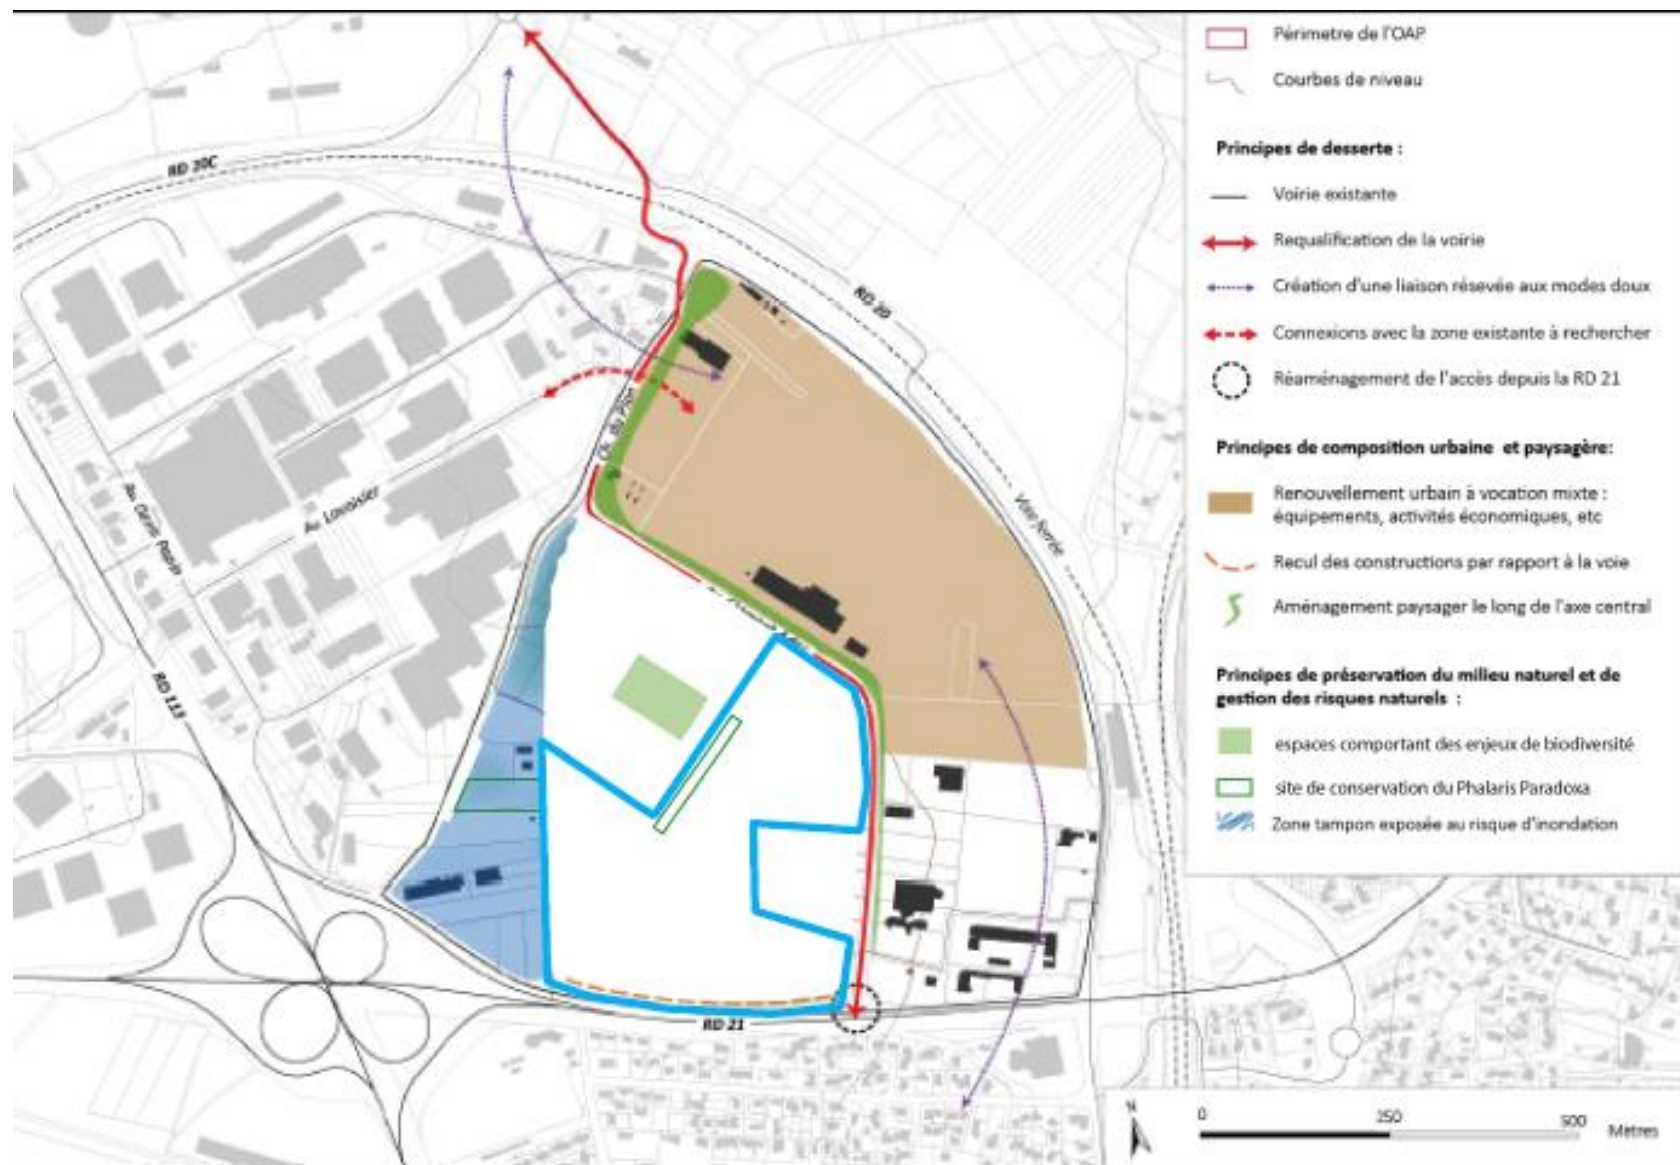 Périmetre de l'OAP
Courbes de niveau
Principes de desserte :
Voirie existante
Requalification de la voirie
Création d'une liaison résevée aux modes doux
Connexions avec la zone existante à rechercher
Réaménagement de l'accès depuis la RD 21
Principes de composition urbaine et paysagère:
Renouvellement urbain à vocation mixte :
équipements, activités économiques, etc
Recul des constructions par rapport à la voie
Aménagement paysager le long de l'axe central
Principes de préservation du milieu naturel et de
gestion des risques naturels :
espaces comportant des enjeux de biodiversité
site de conservation du Phalaris Paradoxa
Zone tampon exposée au risque d'inondation
RD 20C
RD 20
Voie ferrée
Ch. du Plan
Av. Lavoisier
Av. Denis Papin
RD 113
RD 21
N
0
250
500
Mètres